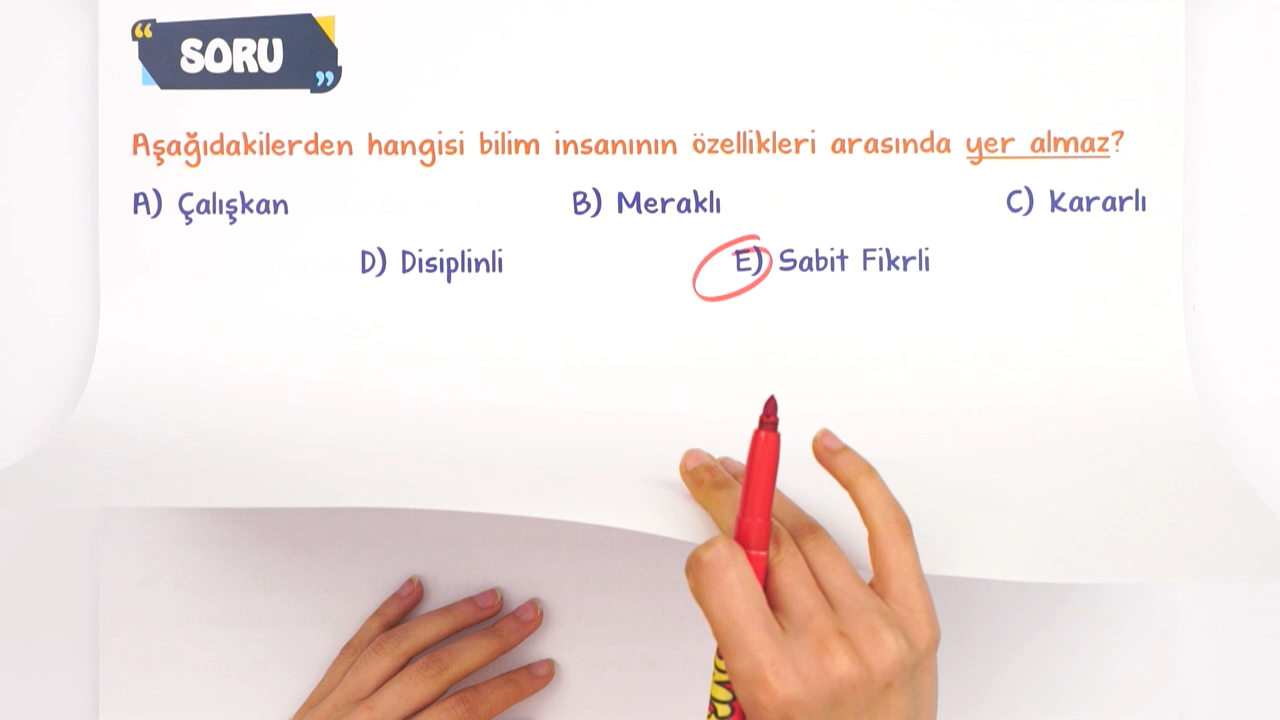 SORU
Aşağıdakilerden hangisi bilim insanının özellikleri arasında yer almaz?
A) Çalışkan B) Meraklı C) Kararlı
D) Disiplinli E) Sabit Fikrli